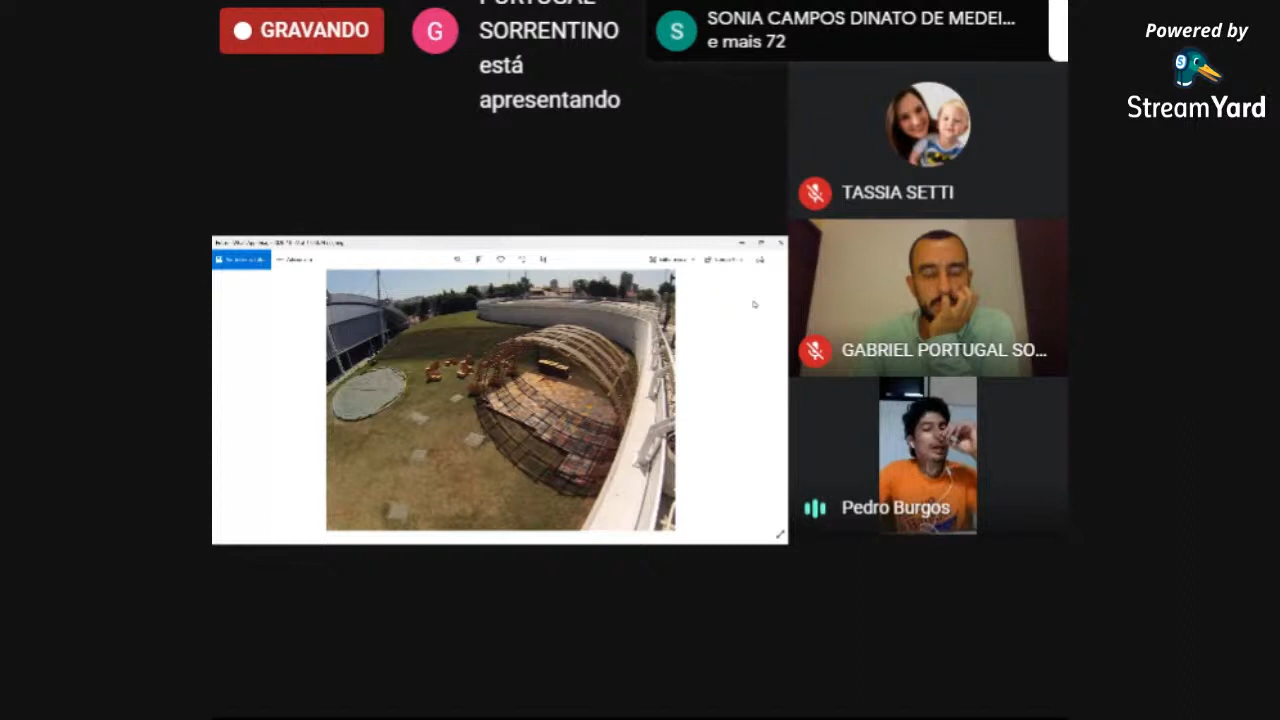 GRAVANDO
G
PORTUGAL
SORRENTINO
está
apresentando
S
SONIA CAMPOS DINATO DE MEDEI...
e mais 72
Powered by
S
StreamYard
TASSIA SETTI
GABRIEL PORTUGAL SO...
Pedro Burgos